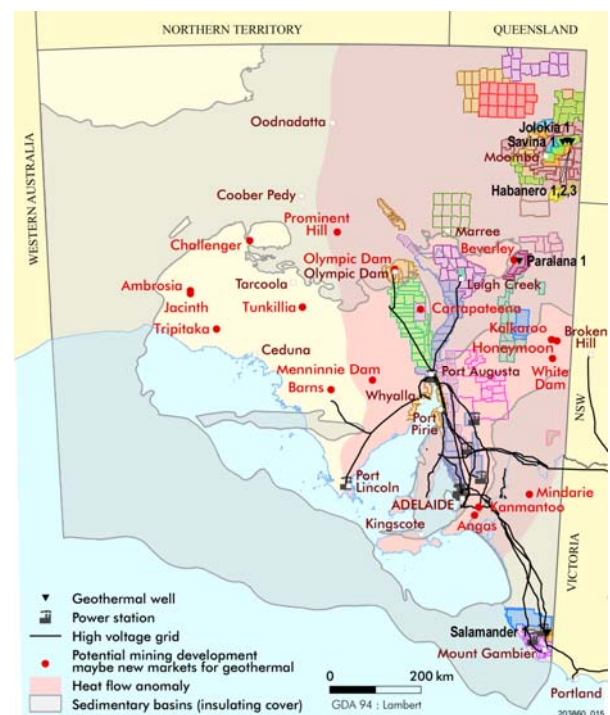 NORTHERN TERRITORY
QUEENSLAND
WESTERN AUSTRALIA
Oodnadatta
Jolokia 1
Savina 1
Moomba
Habanero 1,2,3
Coober Pedy
Prominent
Hill
Challenger
Marree
Beverley
Paralana 1
Olympic Dam
Olympic Dam
Leigh Creek
Ambrosia
Jacinth
Tarcoola
Tunkillia
Carrapateena
Tripitaka
Kalkaroo
Honeymoon
Broken
Hill
Ceduna
White
Dam
Menninnie Dam
Barns
Port Augusta
Whyalla
NSW
Port
Pirie
Port
Lincoln
ADELAIDE
Mindarie
Kanmantoo
Angas
Kingscote
VICTORIA
Salamander 1
Mount Gambier
Portland
Geothermal well
Power station
High voltage grid
Potential mining development
maybe new markets for geothermal
Heat flow anomaly
Sedimentary basins (insulating cover)
0 200 km
GDA 94 : Lambert
203860_015